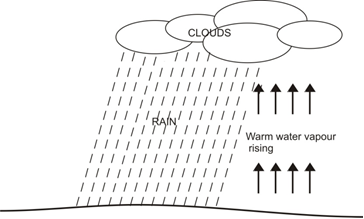 CLOUDS
RAIN
Warm water vapour
rising